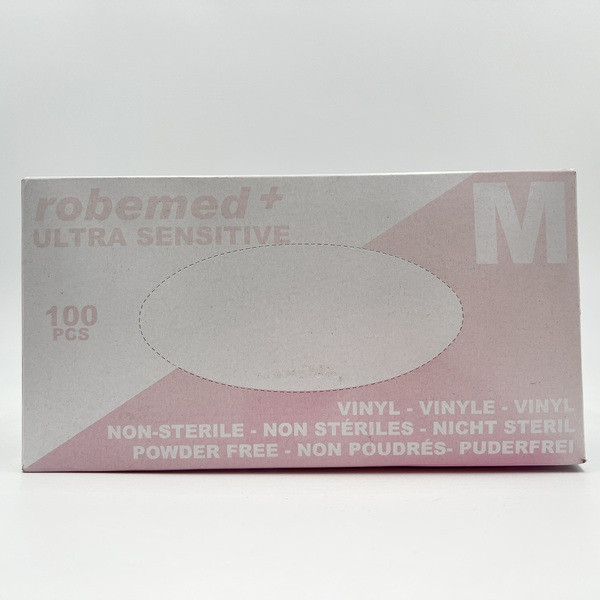 robemed +
ULTRA SENSITIVE
M
100
PCS
VINYL - VINYLE - VINYL
NON-STERILE - NON STÉRILES - NICHT STERIL
POWDER FREE - NON POUDRÉS- PUDERFREI